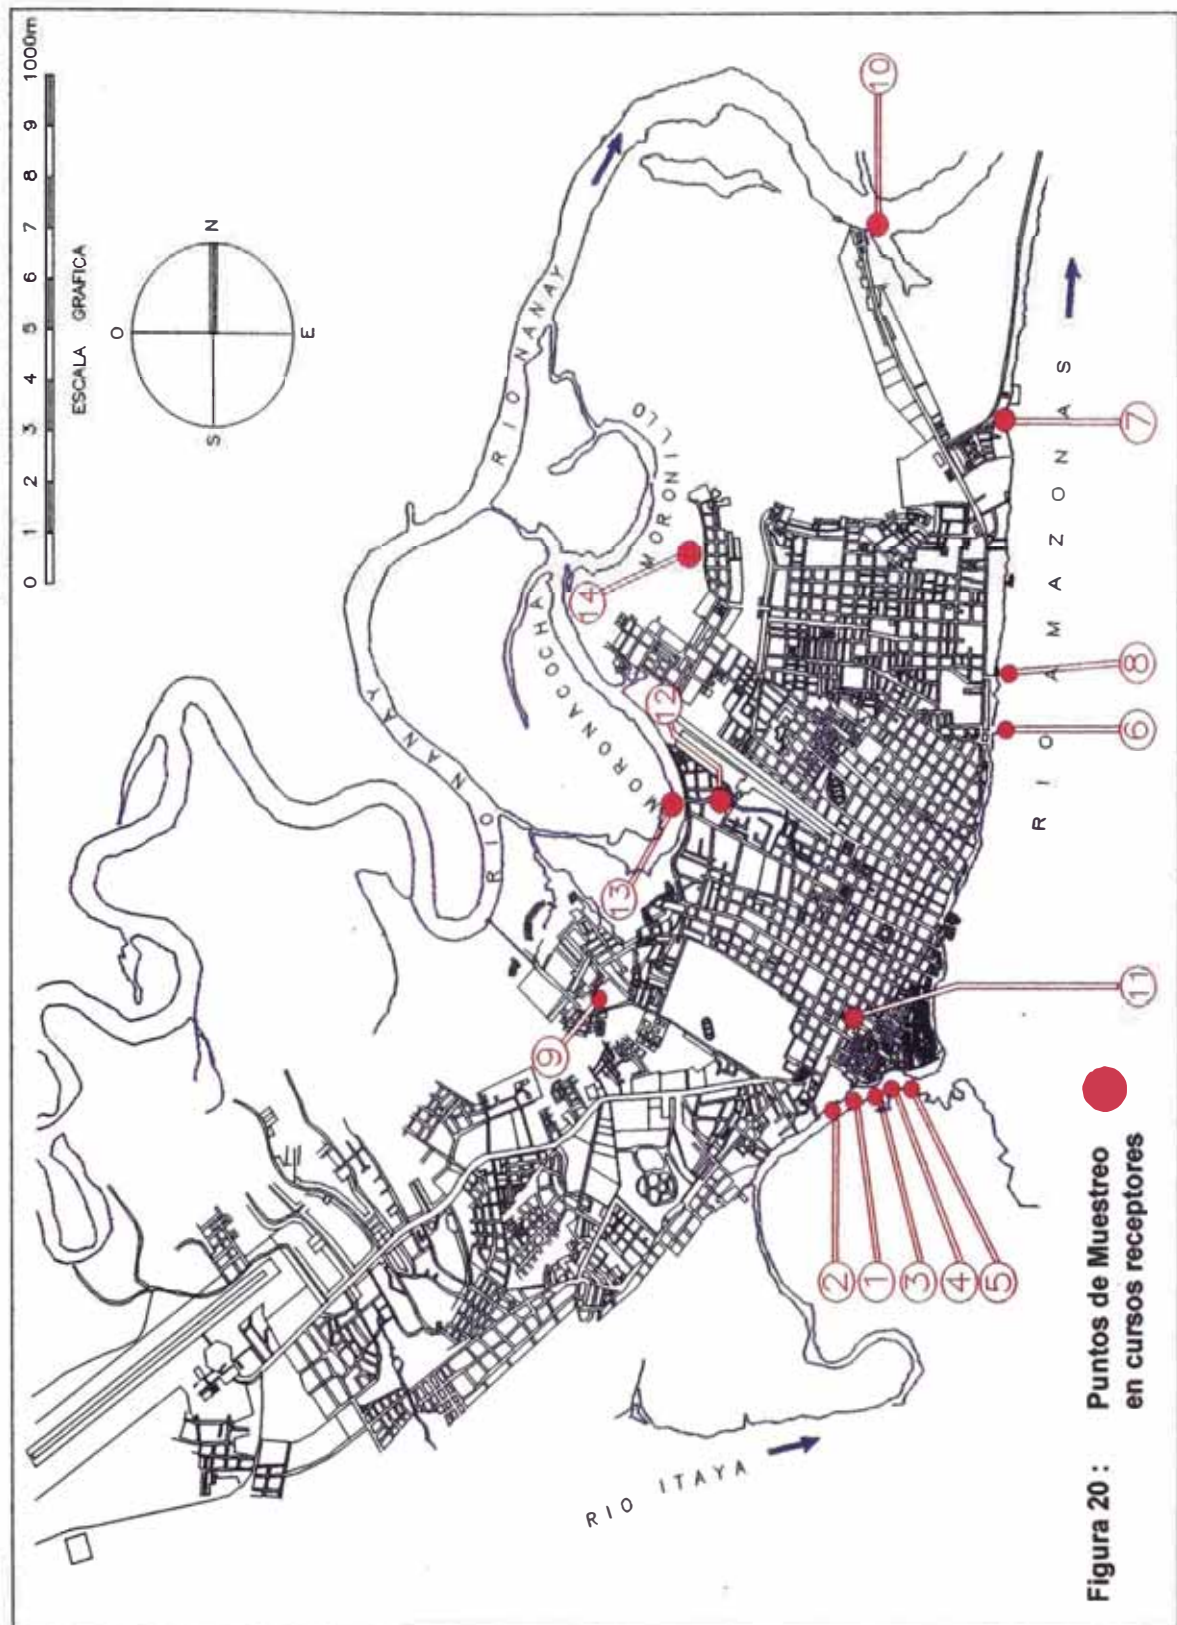 0 1 2 3 4 5 6 7 8 9 1000m
ESCALA GRAFICA
O
N
S
E
RIO NANAY
RIO NANAY
MORONACOCHA
MORONILLO
RIO AMAZONAS
RIO ITAYA
10
7
8
6
14
12
13
9
11
2
1
3
4
5
Figura 20 : Puntos de Muestreo
en cursos receptores